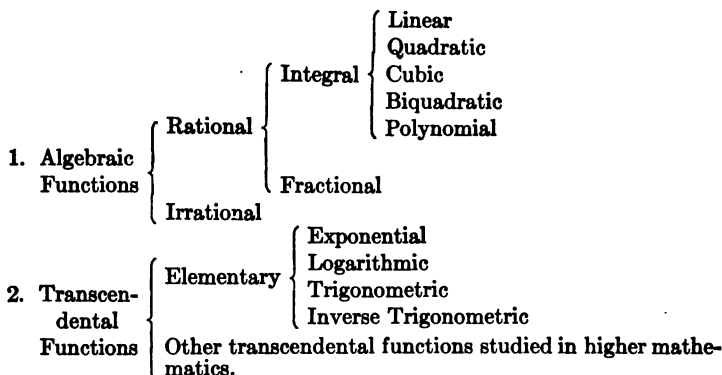 Linear
Quadratic
Integral Cubic
Biquadratic
Rational Polynomial
1. Algebraic
Functions Fractional
Irrational
Exponential
Elementary Logarithmic
2. Transcen- Trigonometric
dental Inverse Trigonometric
Functions Other transcendental functions studied in higher mathe-
matics.